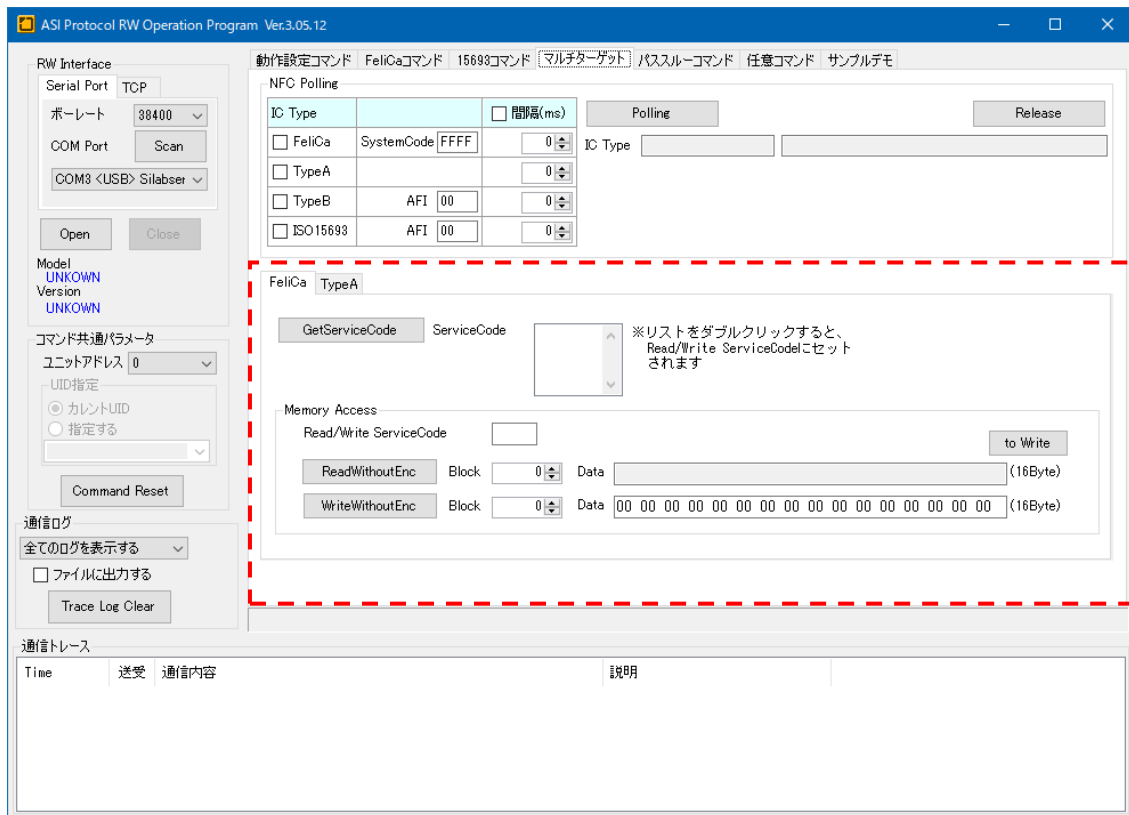 ASI Protocol RW Operation Program Ver.3.05.12
RW Interface
Serial Port TCP
ボーレート 38400
COM Port Scan
COM3 <USB> Silabser
Open Close
Model
UNKOWN
Version
UNKOWN
コマンド共通パラメータ
ユニットアドレス 0
UID指定
カレントUID
指定する
Command Reset
通信ログ
全てのログを表示する
ファイルに出力する
Trace Log Clear
動作設定コマンド FeliCaコマンド 15693コマンド マルチターゲット パススルーコマンド 任意コマンド サンプルデモ
NFC Polling
IC Type 間隔(ms)
FeliCa SystemCode FFFF 0
TypeA 0
TypeB AFI 00 0
ISO15693 AFI 00 0
Polling Release
IC Type
FeliCa TypeA
GetServiceCode ServiceCode
※リストをダブルクリックすると、
Read/Write ServiceCodeにセット
されます
Memory Access
Read/Write ServiceCode
to Write
ReadWithoutEnc Block 0 Data (16Byte)
WriteWithoutEnc Block 0 Data 00 00 00 00 00 00 00 00 00 00 00 00 00 00 00 00 (16Byte)
通信トレース
Time 送受 通信内容 説明